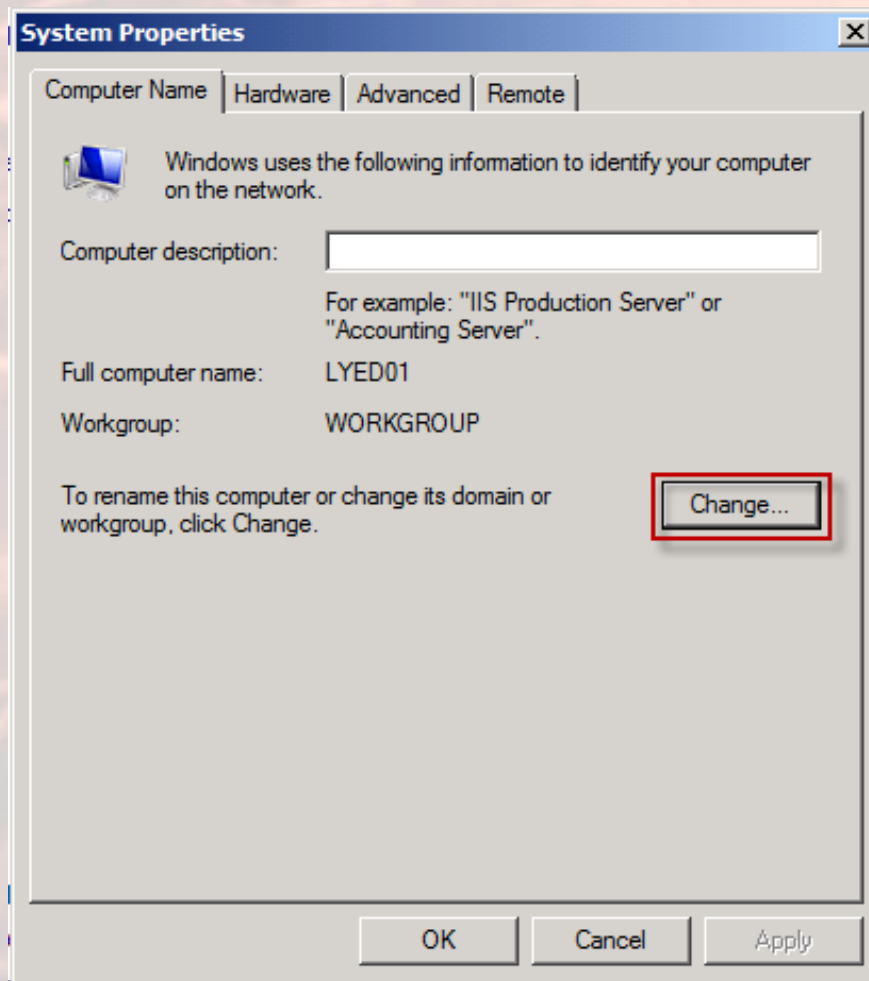 System Properties
Computer Name
Hardware
Advanced
Remote
Windows uses the following information to identify your computer
on the network.
Computer description:
For example: "IIS Production Server" or
"Accounting Server".
Full computer name:
LYED01
Workgroup:
WORKGROUP
To rename this computer or change its domain or
workgroup, click Change.
Change...
OK
Cancel
Apply